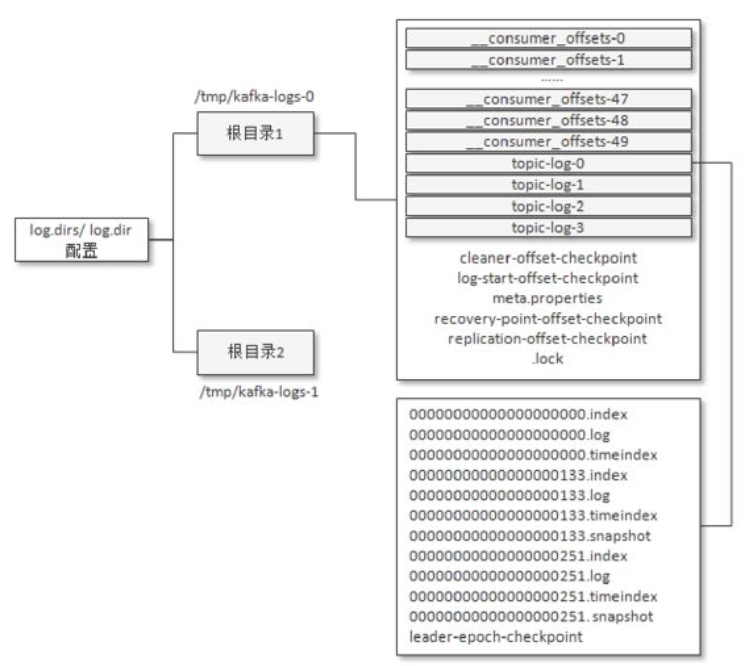 log.dirs/ log.dir
配置
/tmp/kafka-logs-0
根目录1
根目录2
/tmp/kafka-logs-1
__consumer_offsets-0
__consumer_offsets-1
......
__consumer_offsets-47
__consumer_offsets-48
__consumer_offsets-49
topic-log-0
topic-log-1
topic-log-2
topic-log-3
cleaner-offset-checkpoint
log-start-offset-checkpoint
meta.properties
recovery-point-offset-checkpoint
replication-offset-checkpoint
.lock
00000000000000000000.index
00000000000000000000.log
00000000000000000000.timeindex
00000000000000000133.index
00000000000000000133.log
00000000000000000133.timeindex
00000000000000000133.snapshot
00000000000000000251.index
00000000000000000251.log
00000000000000000251.timeindex
00000000000000000251. snapshot
leader-epoch-checkpoint